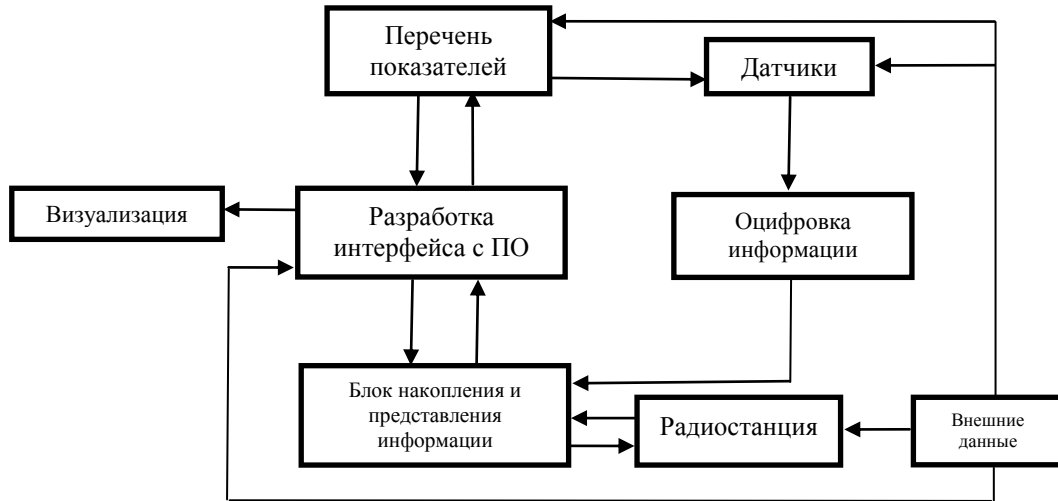 Перечень
показателей
Датчики
Визуализация
Разработка
интерфейса с ПО
Оцифровка
информации
Блок накопления и
представления
информации
Радиостанция
Внешние
данные